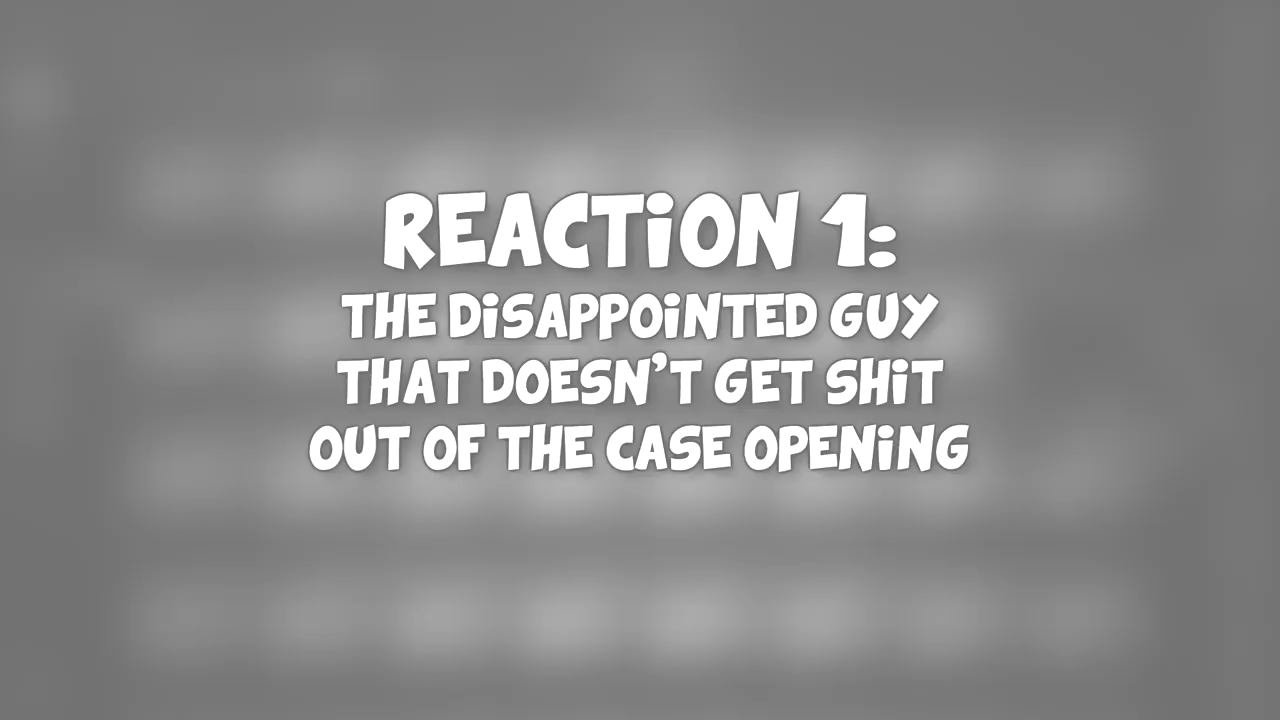 REACTION 1:
THE DISAPPOINTED GUY
THAT DOESN'T GET SHIT
OUT OF THE CASE OPENING